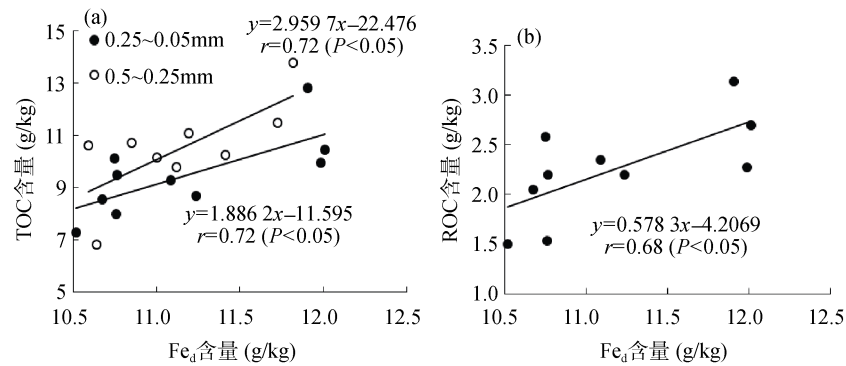 (a)
y=2.959 7x–22.476
r=0.72 (P<0.05)
0.25~0.05mm
0.5~0.25mm
15
13
11
9
7
5
TOC含量 (g/kg)
y=1.886 2x–11.595
r=0.72 (P<0.05)
10.5 11.0 11.5 12.0 12.5
Fed含量 (g/kg)
(b)
3.5
3.0
2.5
2.0
1.5
1.0
ROC含量 (g/kg)
y=0.578 3x–4.2069
r=0.68 (P<0.05)
10.5 11.0 11.5 12.0 12.5
Fed含量 (g/kg)